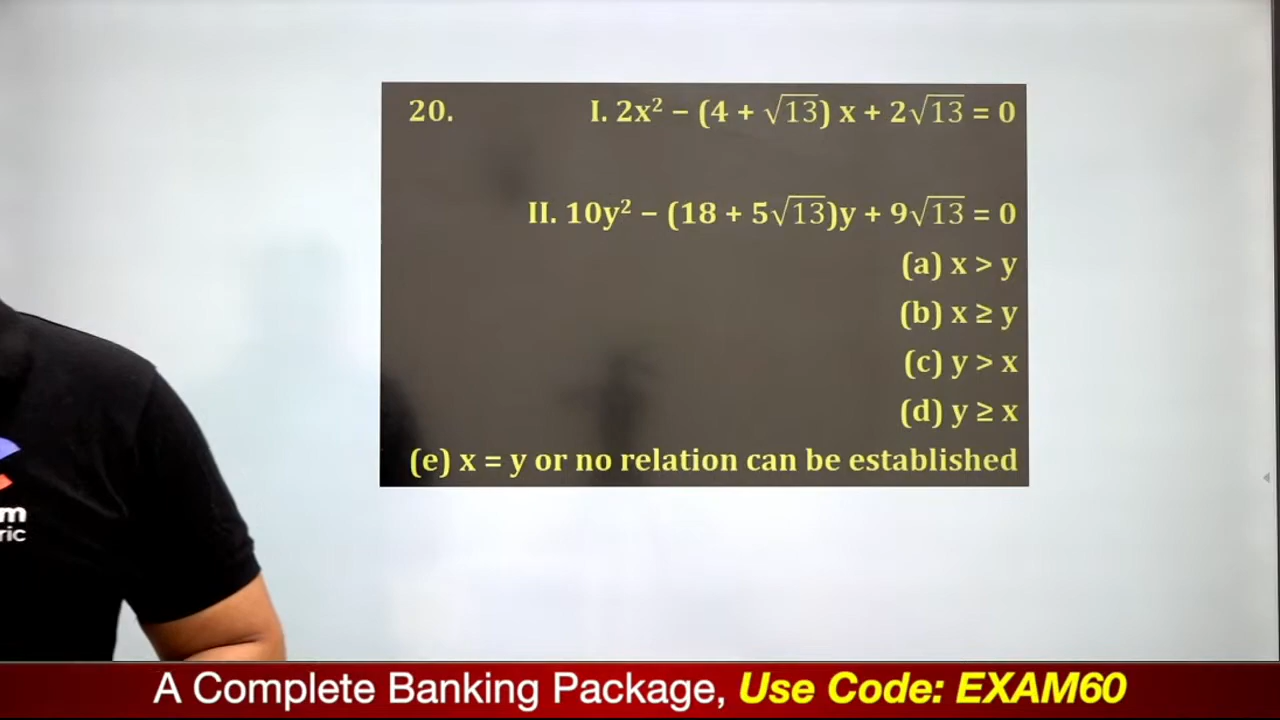 20. I. 2x² − (4 + √13) x + 2√13 = 0
II. 10y² − (18 + 5√13)y + 9√13 = 0
(a) x > y
(b) x ≥ y
(c) y > x
(d) y ≥ x
(e) x = y or no relation can be established
m
ric
A Complete Banking Package, Use Code: EXAM60